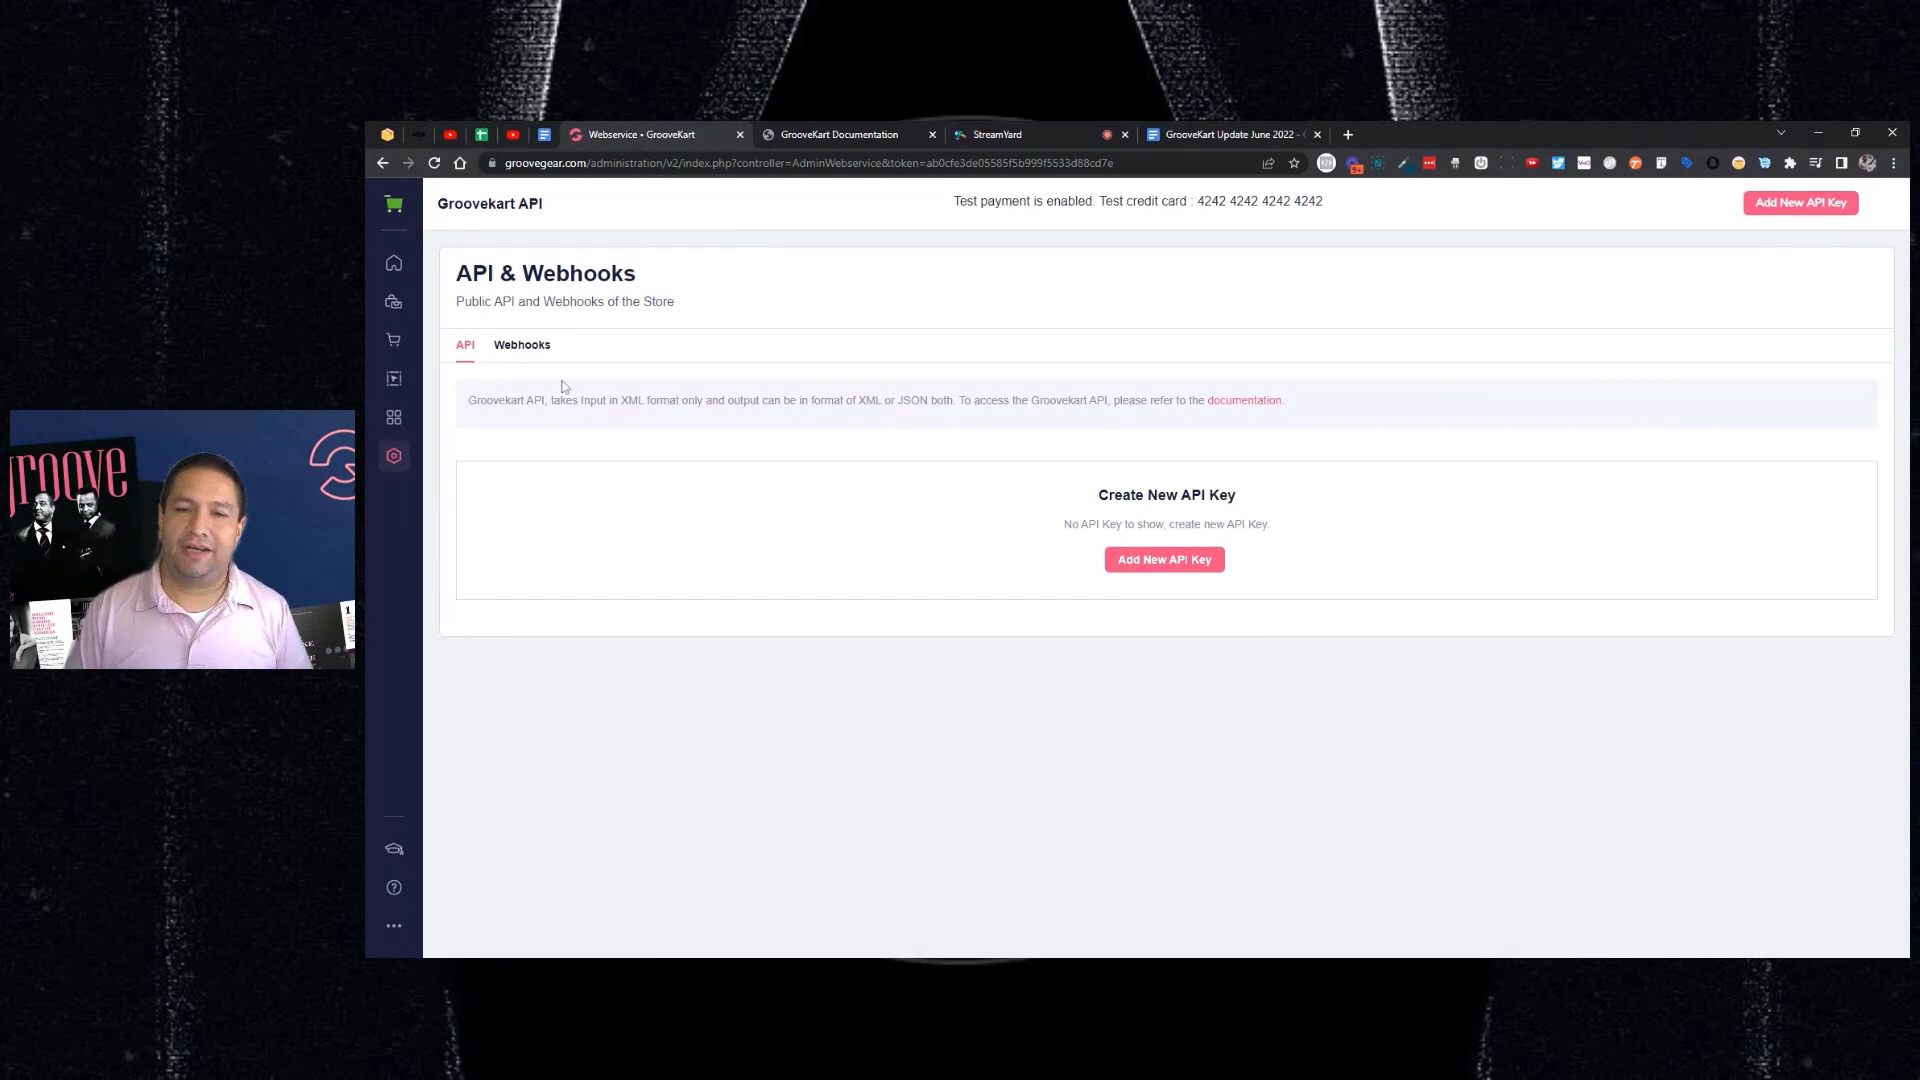 Webservice • GrooveKart
GrooveKart Documentation
StreamYard
GrooveKart Update June 2022 -
groovegear.com/administration/v2/index.php?controller=AdminWebservice&token=ab0cfe3de05585f5b999f5533d88cd7e
Groovekart API
Test payment is enabled. Test credit card : 4242 4242 4242 4242
Add New API Key
API & Webhooks
Public API and Webhooks of the Store
API
Webhooks
Groovekart API, takes Input in XML format only and output can be in format of XML or JSON both. To access the Groovekart API, please refer to the documentation.
Create New API Key
No API Key to show, create new API Key.
Add New API Key
groove